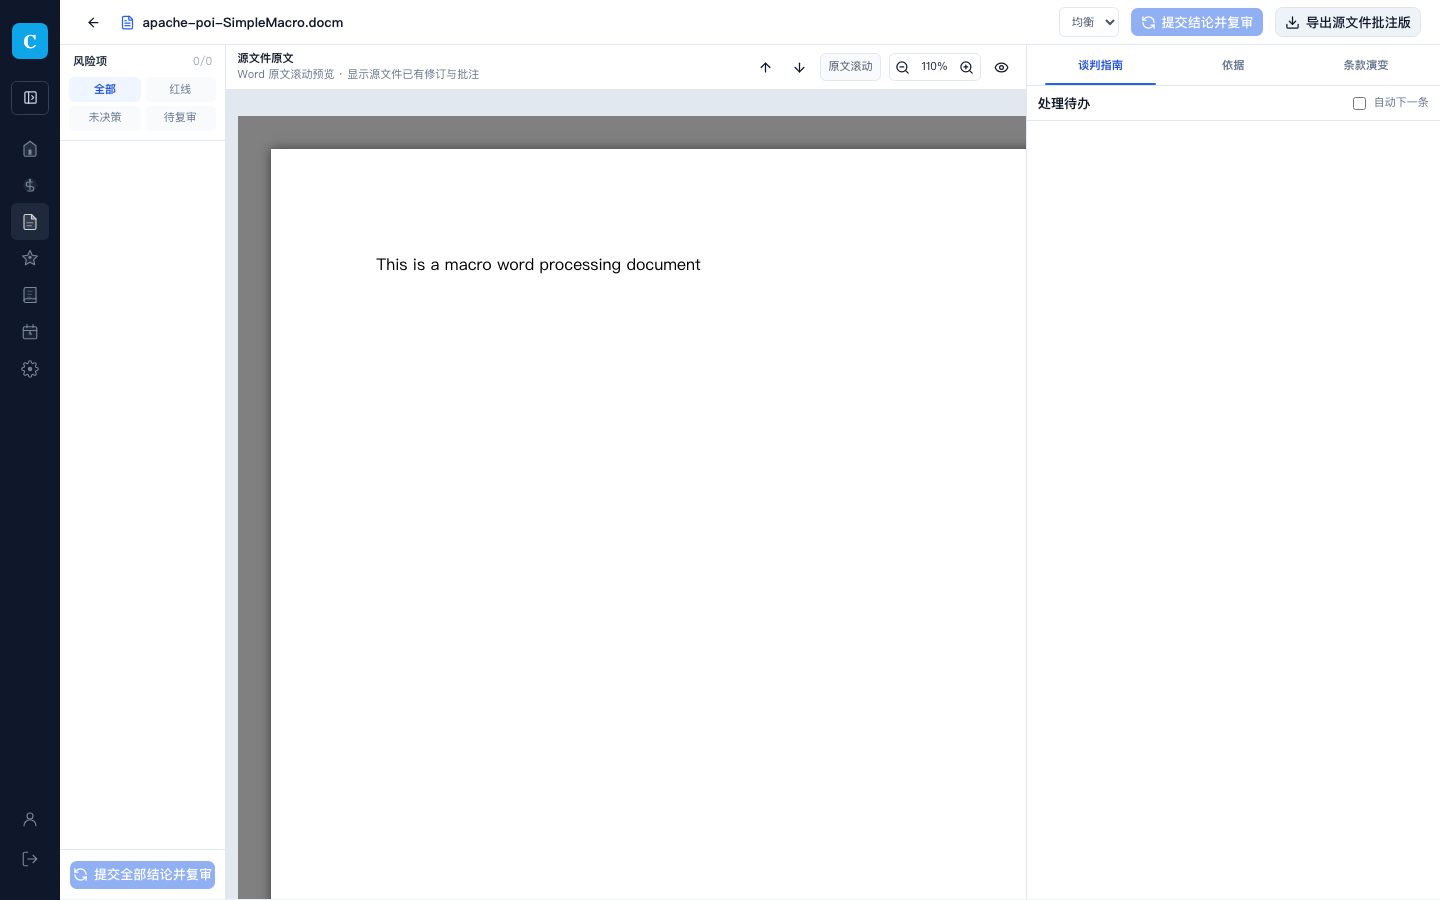 C
apache-poi-SimpleMacro.docm
均衡
提交结论并复审
导出源文件批注版
风险项
0/0
全部
红线
未决策
待复审
源文件原文
Word 原文滚动预览 · 显示源文件已有修订与批注
原文滚动
110%
This is a macro word processing document
谈判指南
依据
条款演变
处理待办
自动下一条
提交全部结论并复审